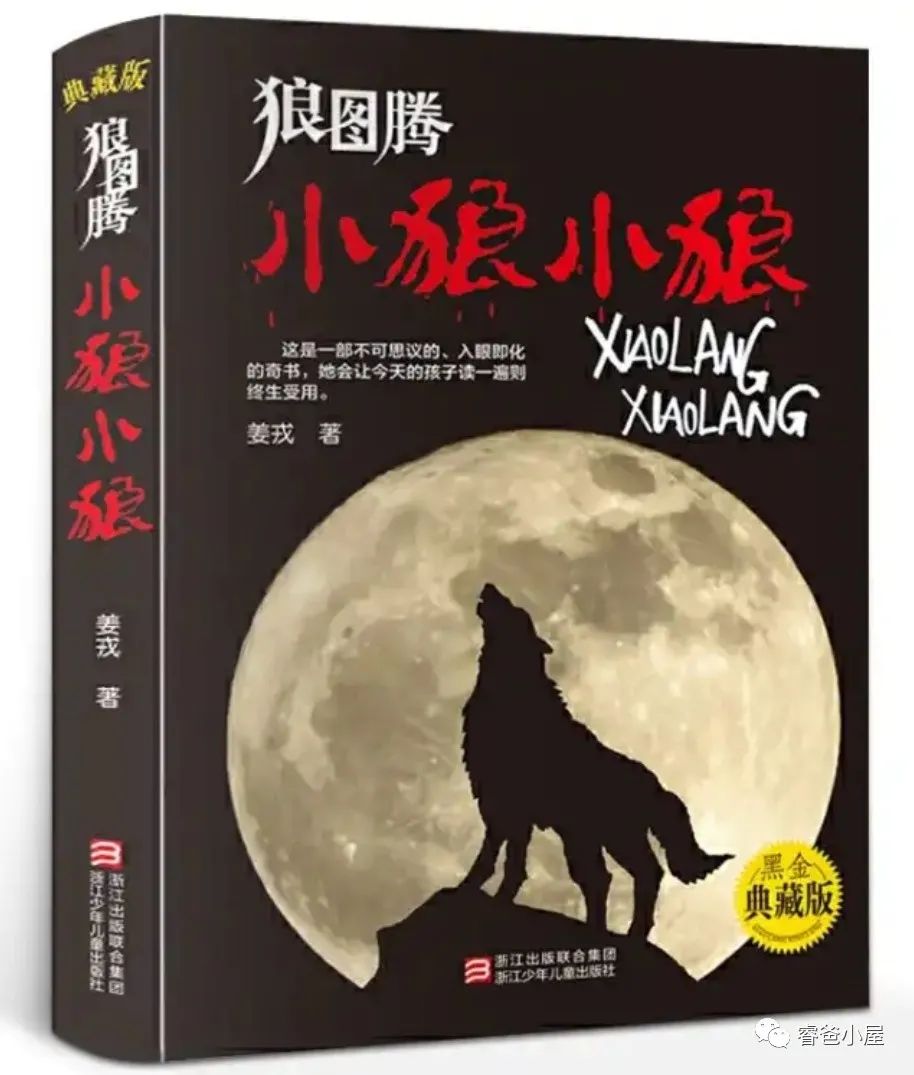 典藏版
狼图腾
小狼小狼
姜戎 著
浙江出版联合集团
浙江少年儿童出版社
狼图腾
小狼小狼
XIAOLANG
XIAOLANG
这是一部不可思议的、入眼即化
的奇书，她会让今天的孩子读一遍则
终生受用。
姜戎 著
黑金
典藏版
浙江出版联合集团
浙江少年儿童出版社
睿爸小屋